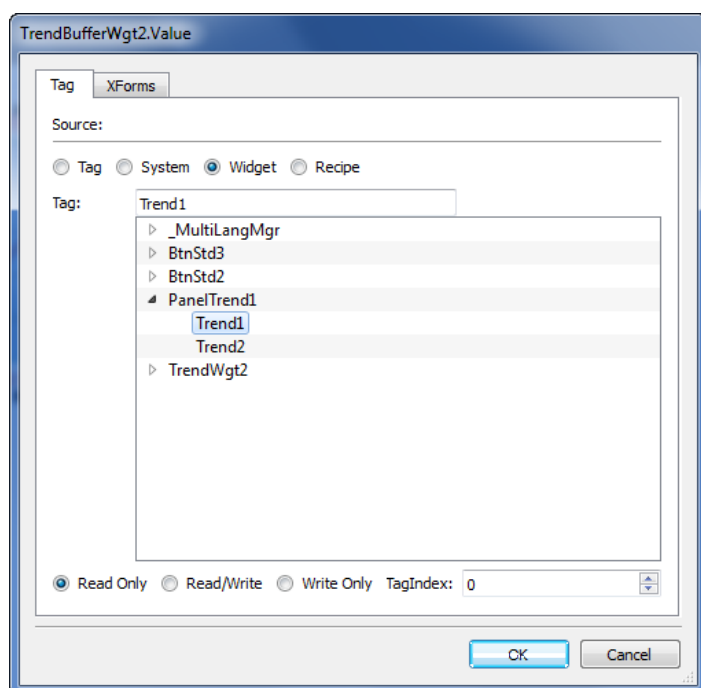 TrendBufferWgt2.Value
Tag XForms
Source:
Tag System Widget Recipe
Tag: Trend1
_MultiLangMgr
BtnStd3
BtnStd2
PanelTrend1
Trend1
Trend2
TrendWgt2
Read Only Read/Write Write Only TagIndex: 0
OK Cancel